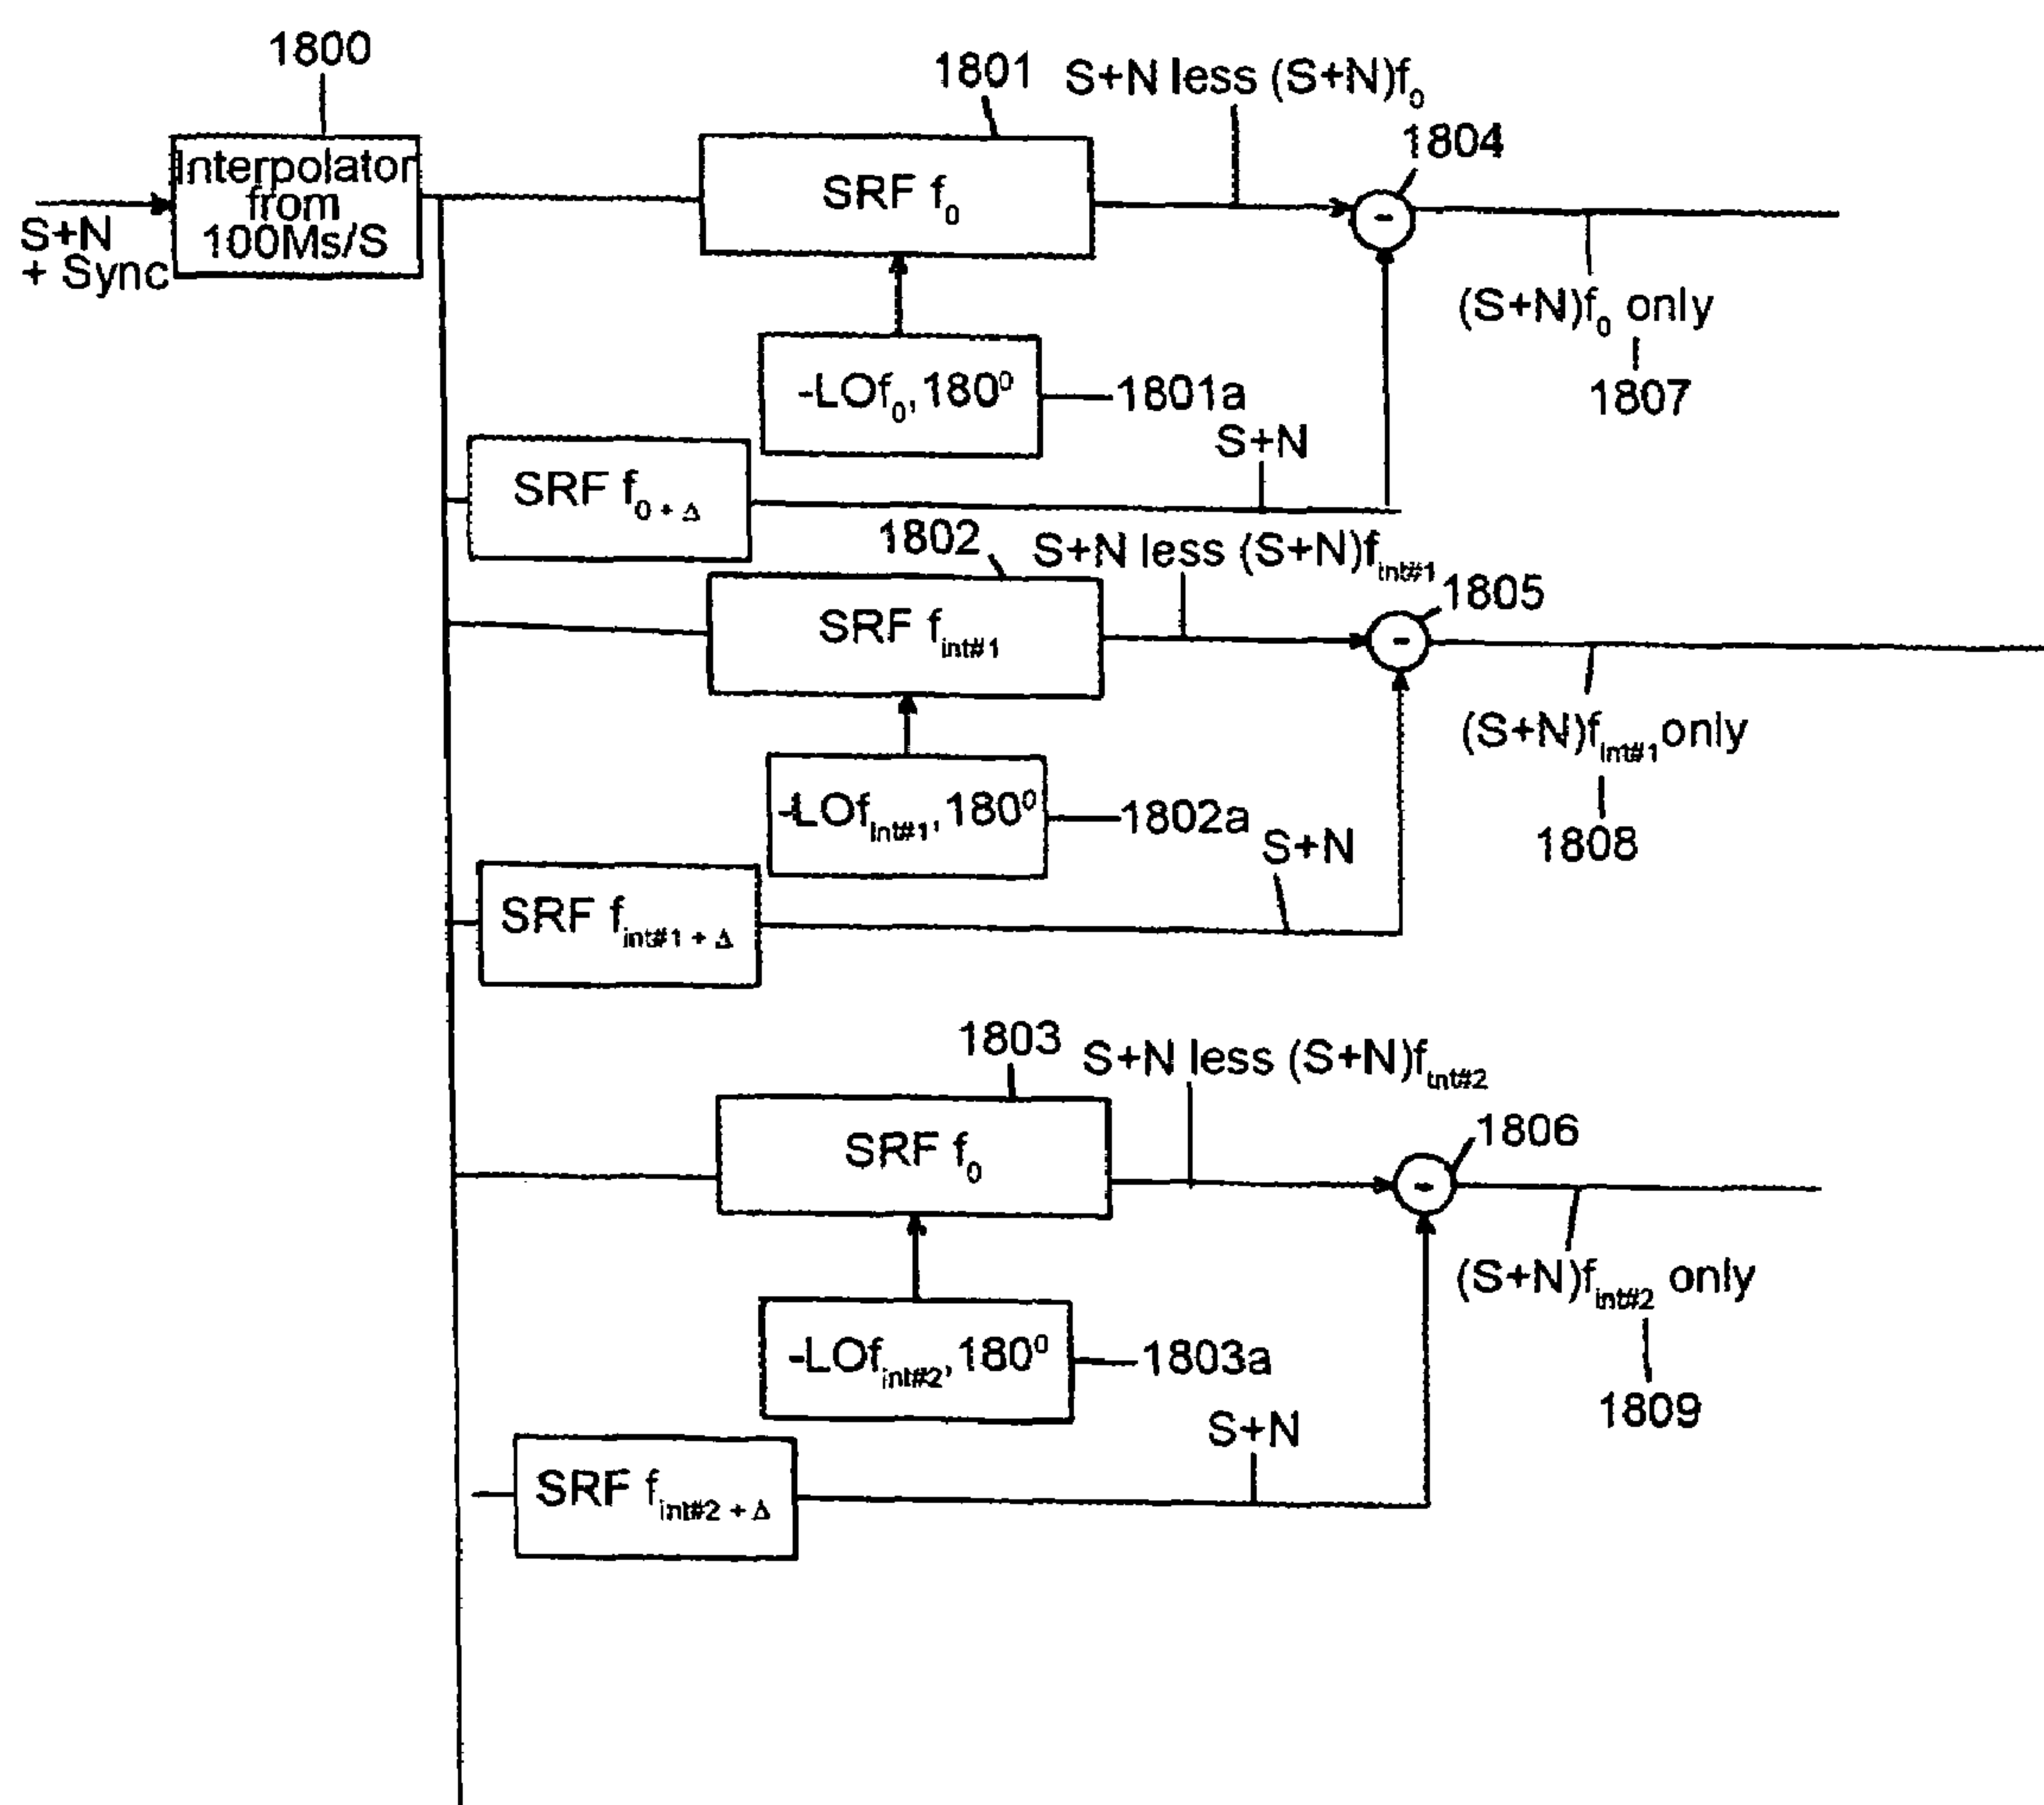 1800
Interpolator
from
100Ms/S
S+N
+ Sync
1801
S+N less (S+N)f₀
1804
SRF f₀
(S+N)f₀ only
1807
-LOf₀, 180⁰
1801a
S+N
SRF f₀ ₊ Δ
1802
S+N less (S+N)fint#1
1805
SRF fint#1
(S+N)fint#1 only
1808
-LOfint#1, 180⁰
1802a
S+N
SRF fint#1 + Δ
1803
S+N less (S+N)fint#2
1806
SRF f₀
(S+N)fint#2 only
1809
-LOfint#2, 180⁰
1803a
S+N
SRF fint#2 + Δ